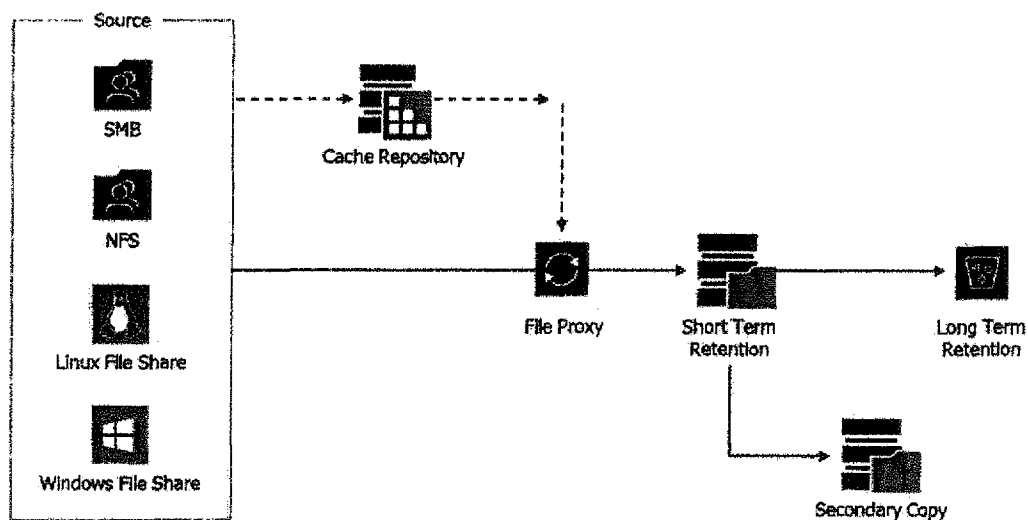 Source
SMB
Cache Repository
NFS
File Proxy
Short Term
Retention
Long Term
Retention
Linux File Share
Windows File Share
Secondary Copy